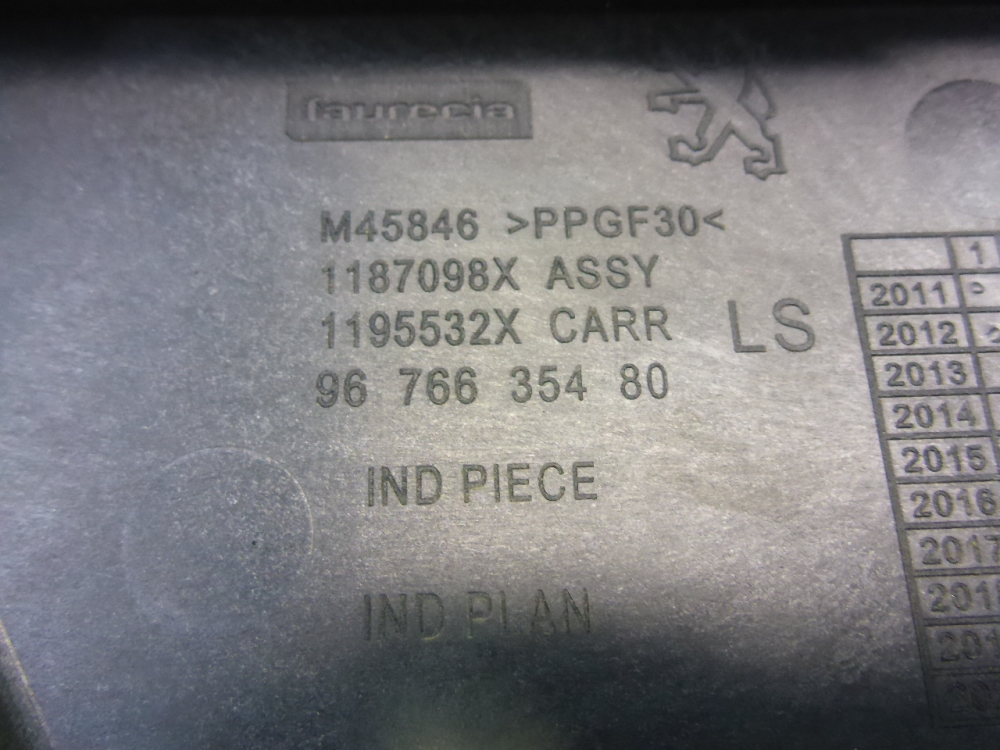 faurecia
M45846 >PPGF30<
1187098X ASSY
1195532X CARR
LS
96 766 354 80
IND PIECE
IND PLAN
1
2011
2012
2013
2014
2015
2016
2017